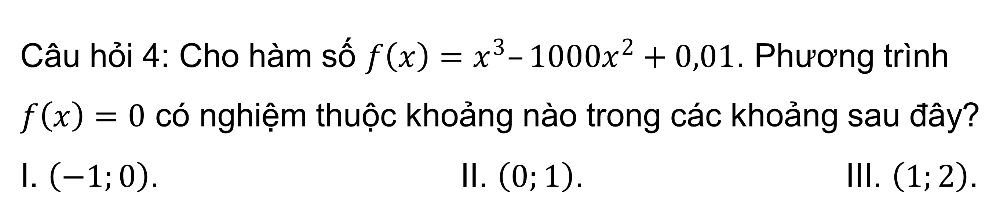 Câu hỏi 4: Cho hàm số f(x) = x³– 1000x² + 0,01. Phương trình
f(x) = 0 có nghiệm thuộc khoảng nào trong các khoảng sau đây?
I. (−1; 0). II. (0; 1). III. (1; 2).